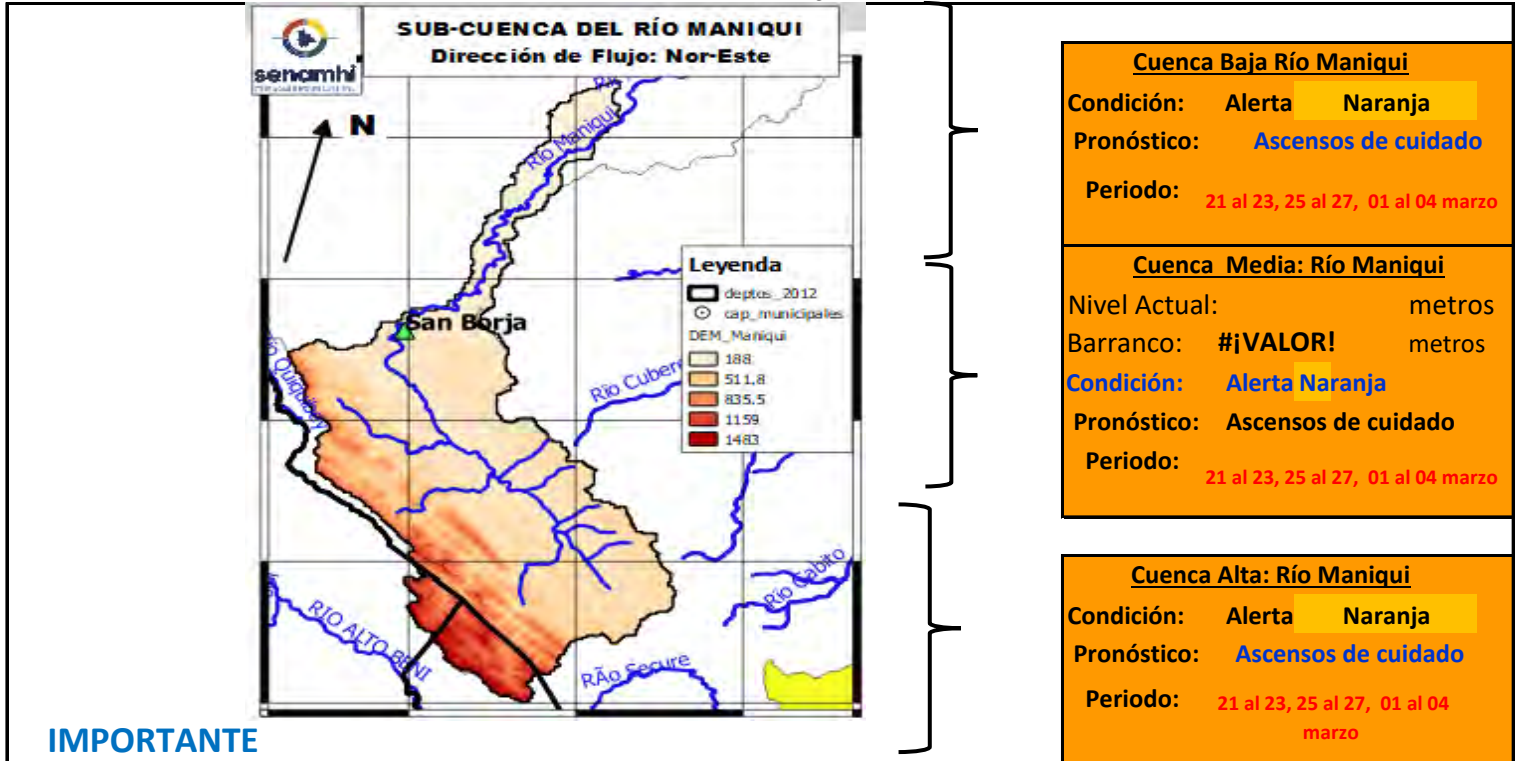 SUB-CUENCA DEL RÍO MANIQUI
Dirección de Flujo: Nor-Este
senamhi
N
Río Maniqui
San Borja
Río Quiquibey
Río Cubere
RIO ALTO BENI
RÃo Secure
Río Cabito
Leyenda
deptos_2012
cap_municipales
DEM_Maniqui
188
511.8
835.5
1159
1483
Cuenca Baja Río Maniqui
Condición: Alerta Naranja
Pronóstico: Ascensos de cuidado
Periodo: 21 al 23, 25 al 27, 01 al 04 marzo
Cuenca Media: Río Maniqui
Nivel Actual: metros
Barranco: #¡VALOR! metros
Condición: Alerta Naranja
Pronóstico: Ascensos de cuidado
Periodo: 21 al 23, 25 al 27, 01 al 04 marzo
Cuenca Alta: Río Maniqui
Condición: Alerta Naranja
Pronóstico: Ascensos de cuidado
Periodo: 21 al 23, 25 al 27, 01 al 04
marzo
IMPORTANTE